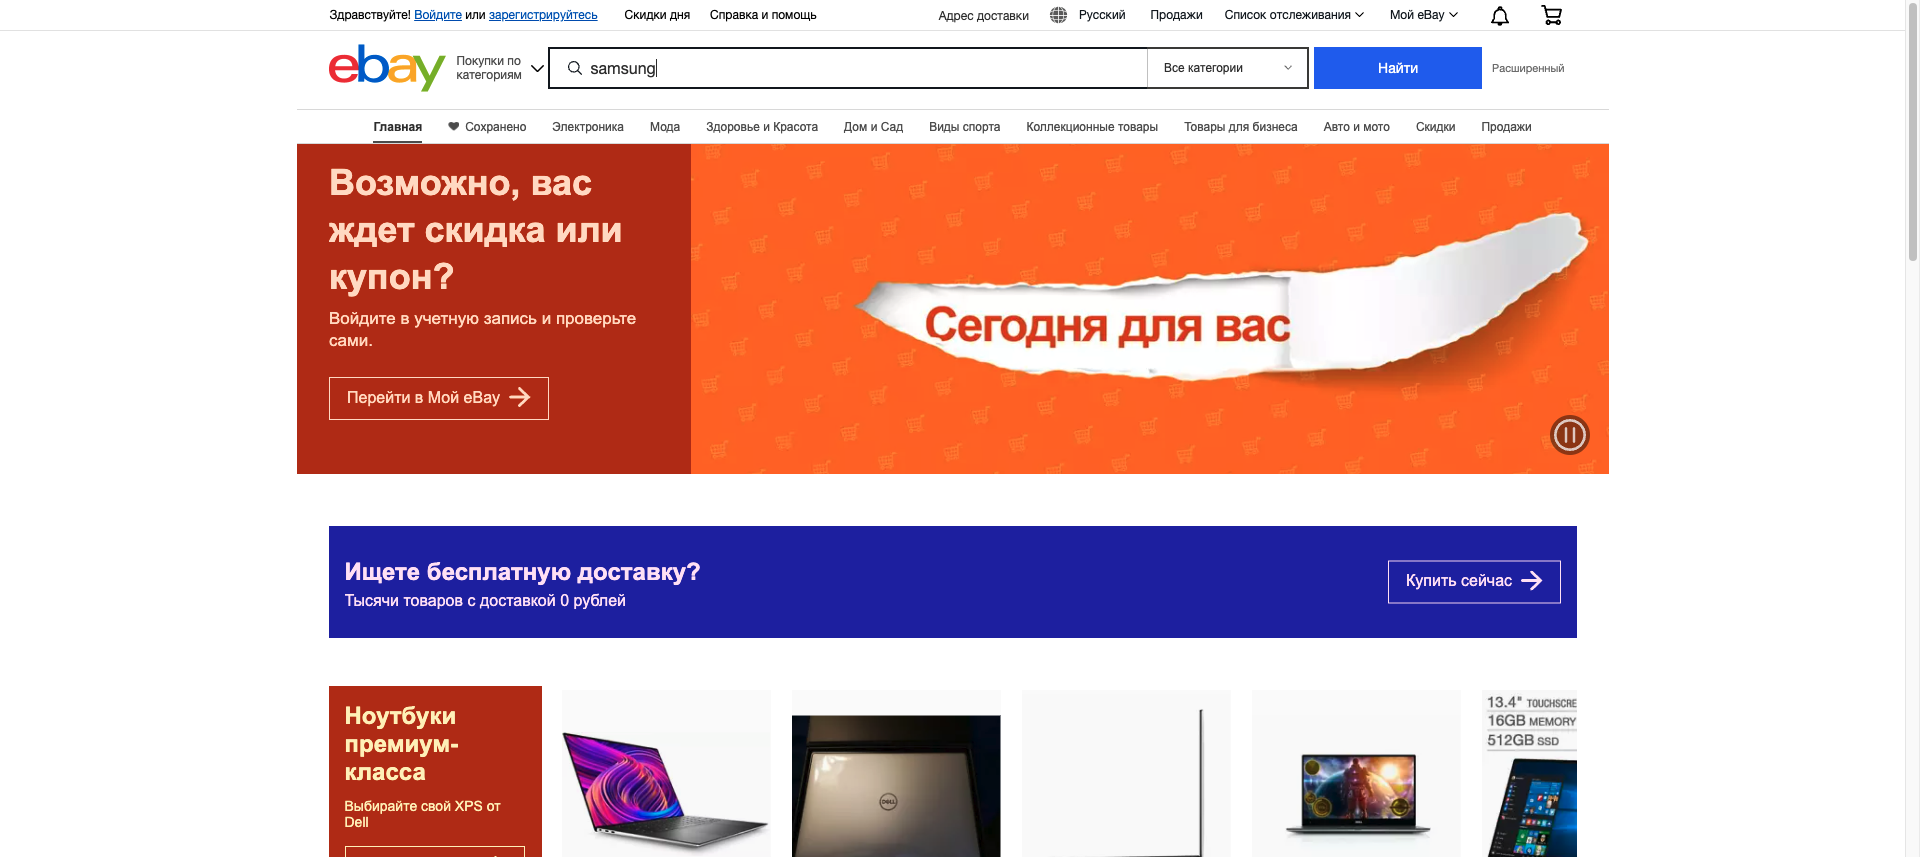 Здравствуйте! Войдите или зарегистрируйтесь
Скидки дня
Справка и помощь
Адрес доставки
Русский
Продажи
Список отслеживания
Мой eBay
ebay
Покупки по
категориям
samsung
Все категории
Найти
Расширенный
Главная
Сохранено
Электроника
Мода
Здоровье и Красота
Дом и Сад
Виды спорта
Коллекционные товары
Товары для бизнеса
Авто и мото
Скидки
Продажи
Возможно, вас
ждет скидка или
купон?
Войдите в учетную запись и проверьте
сами.
Перейти в Мой eBay
Сегодня для вас
Ищете бесплатную доставку?
Тысячи товаров с доставкой 0 рублей
Купить сейчас
Ноутбуки
премиум-
класса
Выбирайте свой XPS от
Dell
DELL
13.4" TOUCHSCRE
16GB MEMORY
512GB SSD